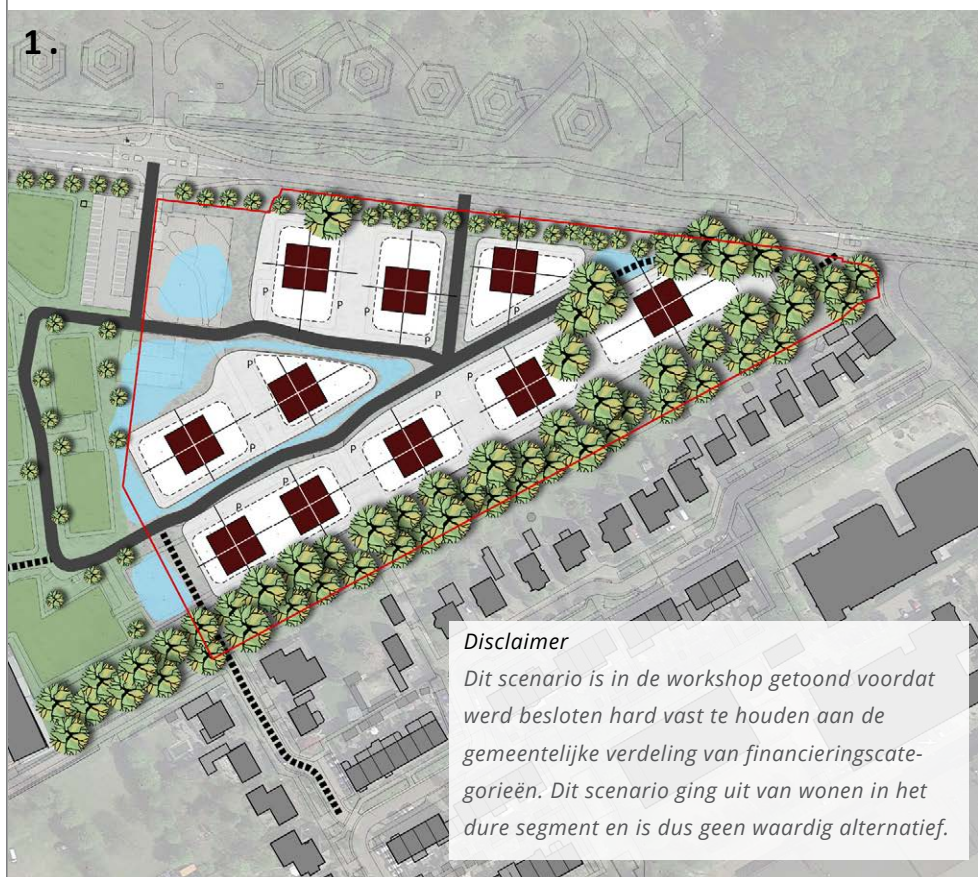 1.
P
P
P
P
P
P
P
P
P
P
Disclaimer
Dit scenario is in de workshop getoond voordat
werd besloten hard vast te houden aan de
gemeentelijke verdeling van financieringscate-
gorieën. Dit scenario ging uit van wonen in het
dure segment en is dus geen waardig alternatief.